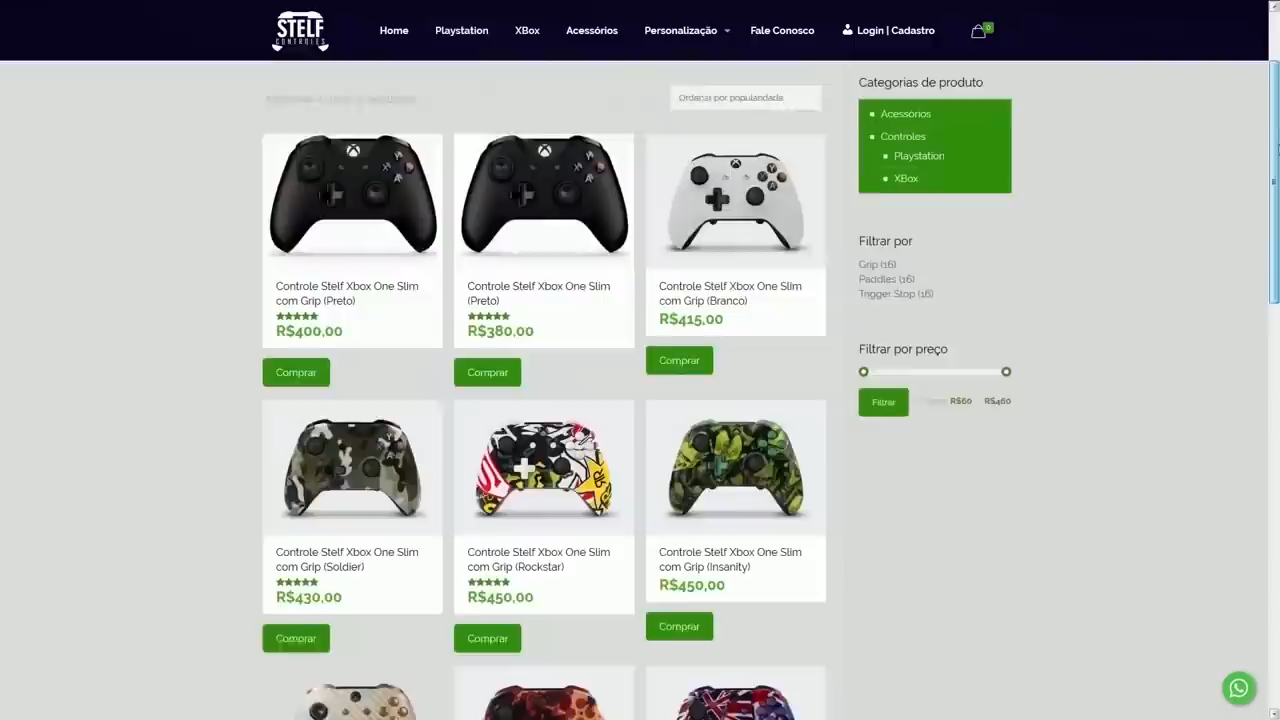 STELF
CONTROLES
Home
Playstation
XBox
Acessórios
Personalização
Fale Conosco
Login | Cadastro
0
Ordenar por popularidade
Controle Stelf Xbox One Slim
com Grip (Preto)
R$400,00
Comprar
Controle Stelf Xbox One Slim
(Preto)
R$380,00
Comprar
Controle Stelf Xbox One Slim
com Grip (Branco)
R$415,00
Comprar
Controle Stelf Xbox One Slim
com Grip (Soldier)
R$430,00
Comprar
Controle Stelf Xbox One Slim
com Grip (Rockstar)
R$450,00
Comprar
Controle Stelf Xbox One Slim
com Grip (Insanity)
R$450,00
Comprar
Categorias de produto
Acessórios
Controles
Playstation
XBox
Filtrar por
Grip (16)
Paddles (16)
Trigger Stop (16)
Filtrar por preço
Filtrar
R$60
R$460